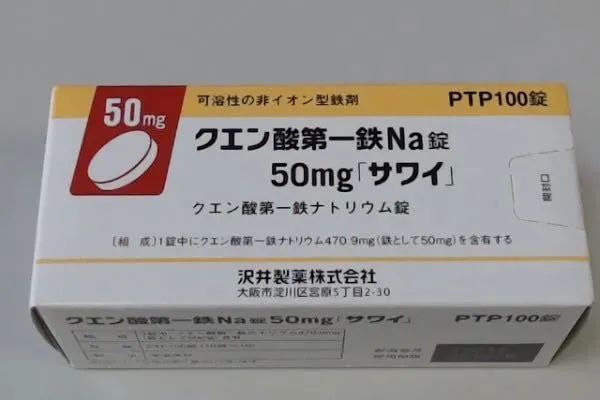 50mg
可溶性の非イオン型鉄剤
PTP100錠
クエン酸第一鉄Na錠
50mg「サワイ」
クエン酸第一鉄ナトリウム錠
〔組 成〕1錠中にクエン酸第一鉄ナトリウム470.9mg(鉄として50mg)を含有する
沢井製薬株式会社
大阪市淀川区宮原5丁目2-30
開封口
クエン酸第一鉄Na錠50mg「サワイ」
PTP100錠